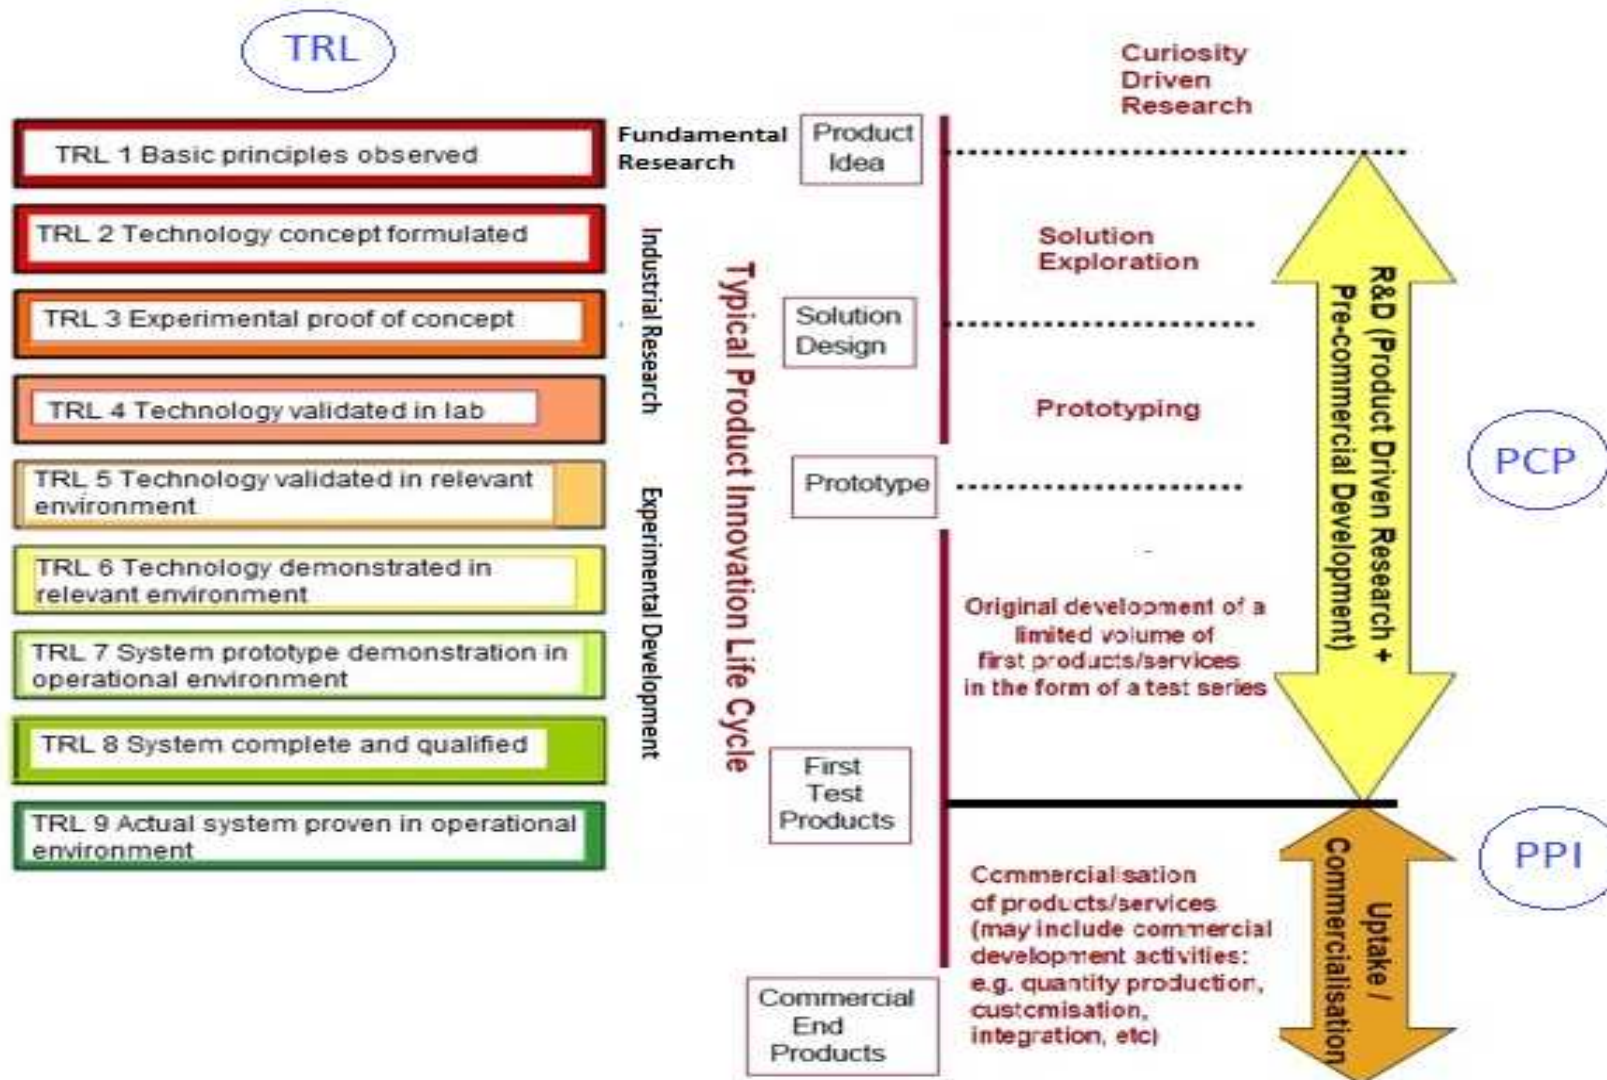 TRL
TRL 1 Basic principles observed
TRL 2 Technology concept formulated
TRL 3 Experimental proof of concept
TRL 4 Technology validated in lab
TRL 5 Technology validated in relevant
environment
TRL 6 Technology demonstrated in
relevant environment
TRL 7 System prototype demonstration in
operational environment
TRL 8 System complete and qualified
TRL 9 Actual system proven in operational
environment
Fundamental
Research
Industrial Research
Experimental Development
Typical Product Innovation Life Cycle
Product
Idea
Solution
Design
Prototype
First
Test
Products
Commercial
End
Products
Curiosity
Driven
Research
Solution
Exploration
Prototyping
Original development of a
limited volume of
first products/services
in the form of a test series
Commercialisation
of products/services
(may include commercial
development activities:
e.g. quantity production,
customisation,
integration, etc)
R&D (Product Driven Research +
Pre-commercial Development)
Uptake /
Commercialisation
PCP
PPI